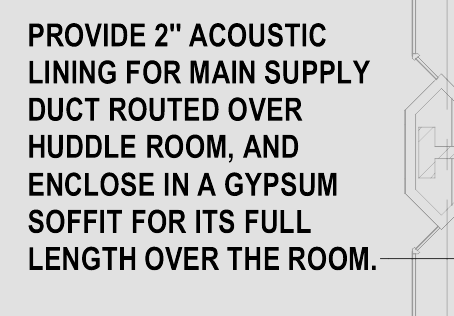 PROVIDE 2" ACOUSTIC
LINING FOR MAIN SUPPLY
DUCT ROUTED OVER
HUDDLE ROOM, AND
ENCLOSE IN A GYPSUM
SOFFIT FOR ITS FULL
LENGTH OVER THE ROOM.